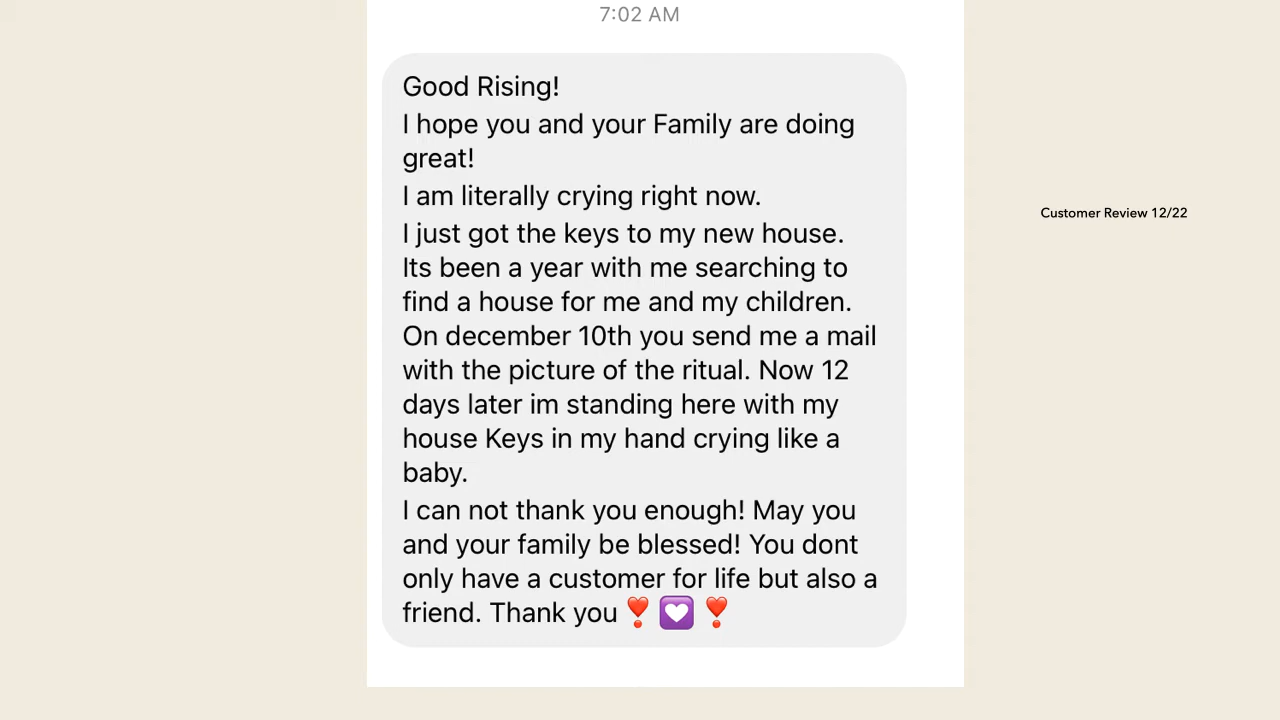 7:02 AM
Good Rising!
I hope you and your Family are doing
great!
I am literally crying right now.
I just got the keys to my new house.
Its been a year with me searching to
find a house for me and my children.
On december 10th you send me a mail
with the picture of the ritual. Now 12
days later im standing here with my
house Keys in my hand crying like a
baby.
I can not thank you enough! May you
and your family be blessed! You dont
only have a customer for life but also a
friend. Thank you ❣️ 💟 ❣️
Customer Review 12/22